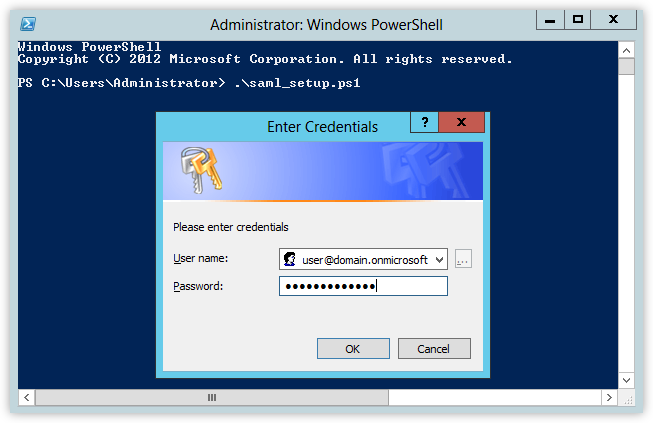 Administrator: Windows PowerShell
Windows PowerShell
Copyright (C) 2012 Microsoft Corporation. All rights reserved.
PS C:\Users\Administrator> .\saml_setup.ps1
Enter Credentials
?
X
Please enter credentials
User name:
user@domain.onmicrosoft
...
Password:
●●●●●●●●●●●●●
OK
Cancel